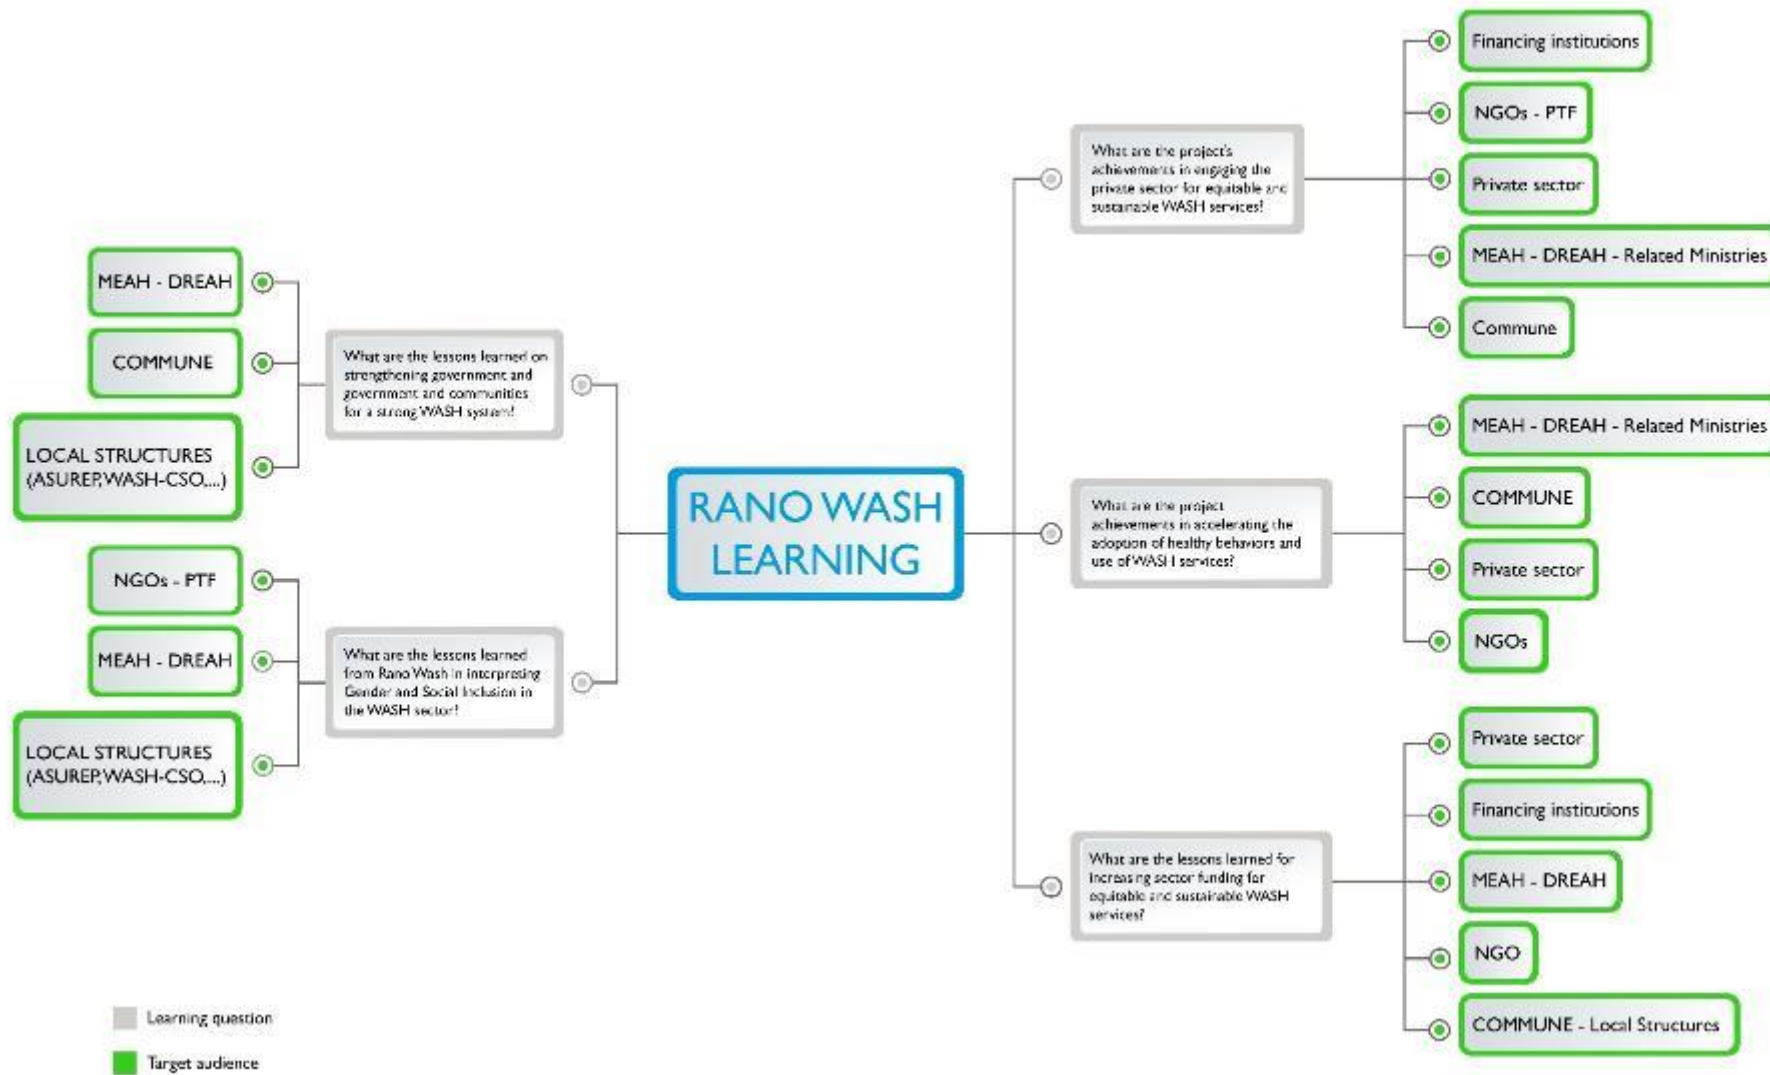 MEAH - DREAH
COMMUNE
LOCAL STRUCTURES
(ASUREP, WASH-CSO,...)
What are the lessons learned on
strengthening government and
government and communities
for a strong WASH system?
NGOs - PTF
MEAH - DREAH
LOCAL STRUCTURES
(ASUREP, WASH-CSO,...)
What are the lessons learned
from Rano Wash in interpreting
Gender and Social Inclusion in
the WASH sector?
RANO WASH
LEARNING
What are the project's
achievements in engaging the
private sector for equitable and
sustainable WASH services?
Financing institutions
NGOs - PTF
Private sector
MEAH - DREAH - Related Ministries
Commune
What are the project
achievements in accelerating the
adoption of healthy behaviors and
use of WASH services?
MEAH - DREAH - Related Ministries
COMMUNE
Private sector
NGOs
What are the lessons learned for
increasing sector funding for
equitable and sustainable WASH
services?
Private sector
Financing institutions
MEAH - DREAH
NGO
COMMUNE - Local Structures
Learning question
Target audience